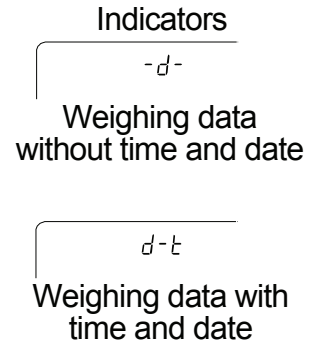 Indicators
-d-
Weighing data
without time and date
d-t
Weighing data with
time and date